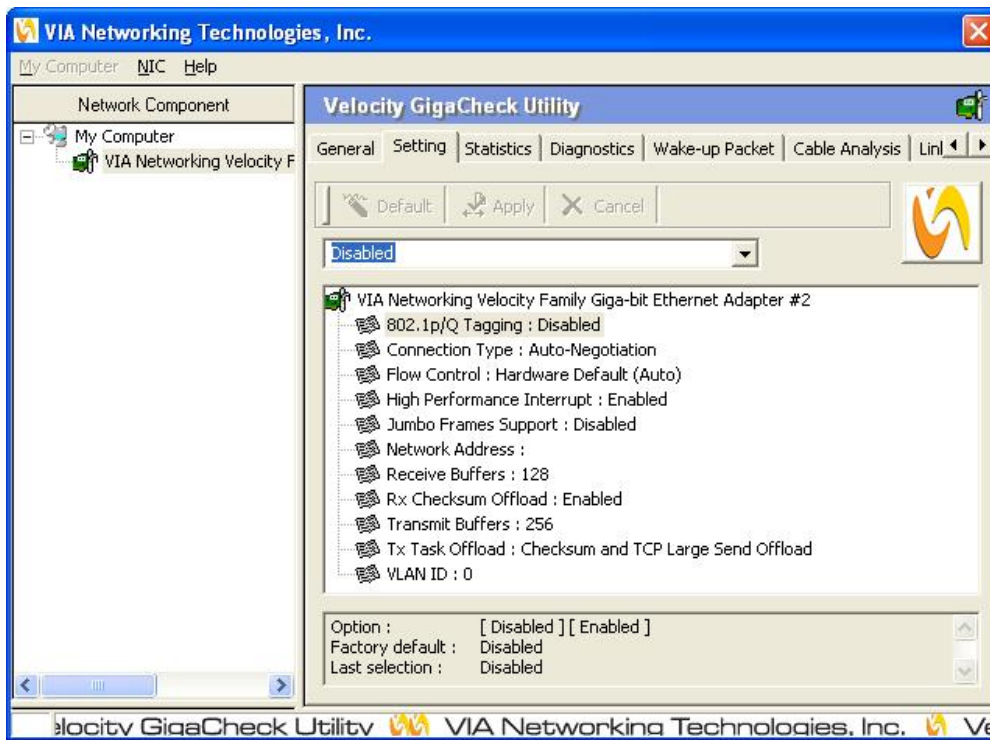 VIA Networking Technologies, Inc.
My Computer NIC Help
Network Component
My Computer
VIA Networking Velocity F
Velocity GigaCheck Utility
General Setting Statistics Diagnostics Wake-up Packet Cable Analysis Linl
Default Apply Cancel
Disabled
VIA Networking Velocity Family Giga-bit Ethernet Adapter #2
802.1p/Q Tagging : Disabled
Connection Type : Auto-Negotiation
Flow Control : Hardware Default (Auto)
High Performance Interrupt : Enabled
Jumbo Frames Support : Disabled
Network Address :
Receive Buffers : 128
Rx Checksum Offload : Enabled
Transmit Buffers : 256
Tx Task Offload : Checksum and TCP Large Send Offload
VLAN ID : 0
Option : [ Disabled ] [ Enabled ]
Factory default : Disabled
Last selection : Disabled
elocity GigaCheck Utility VIA Networking Technologies, Inc. Ve